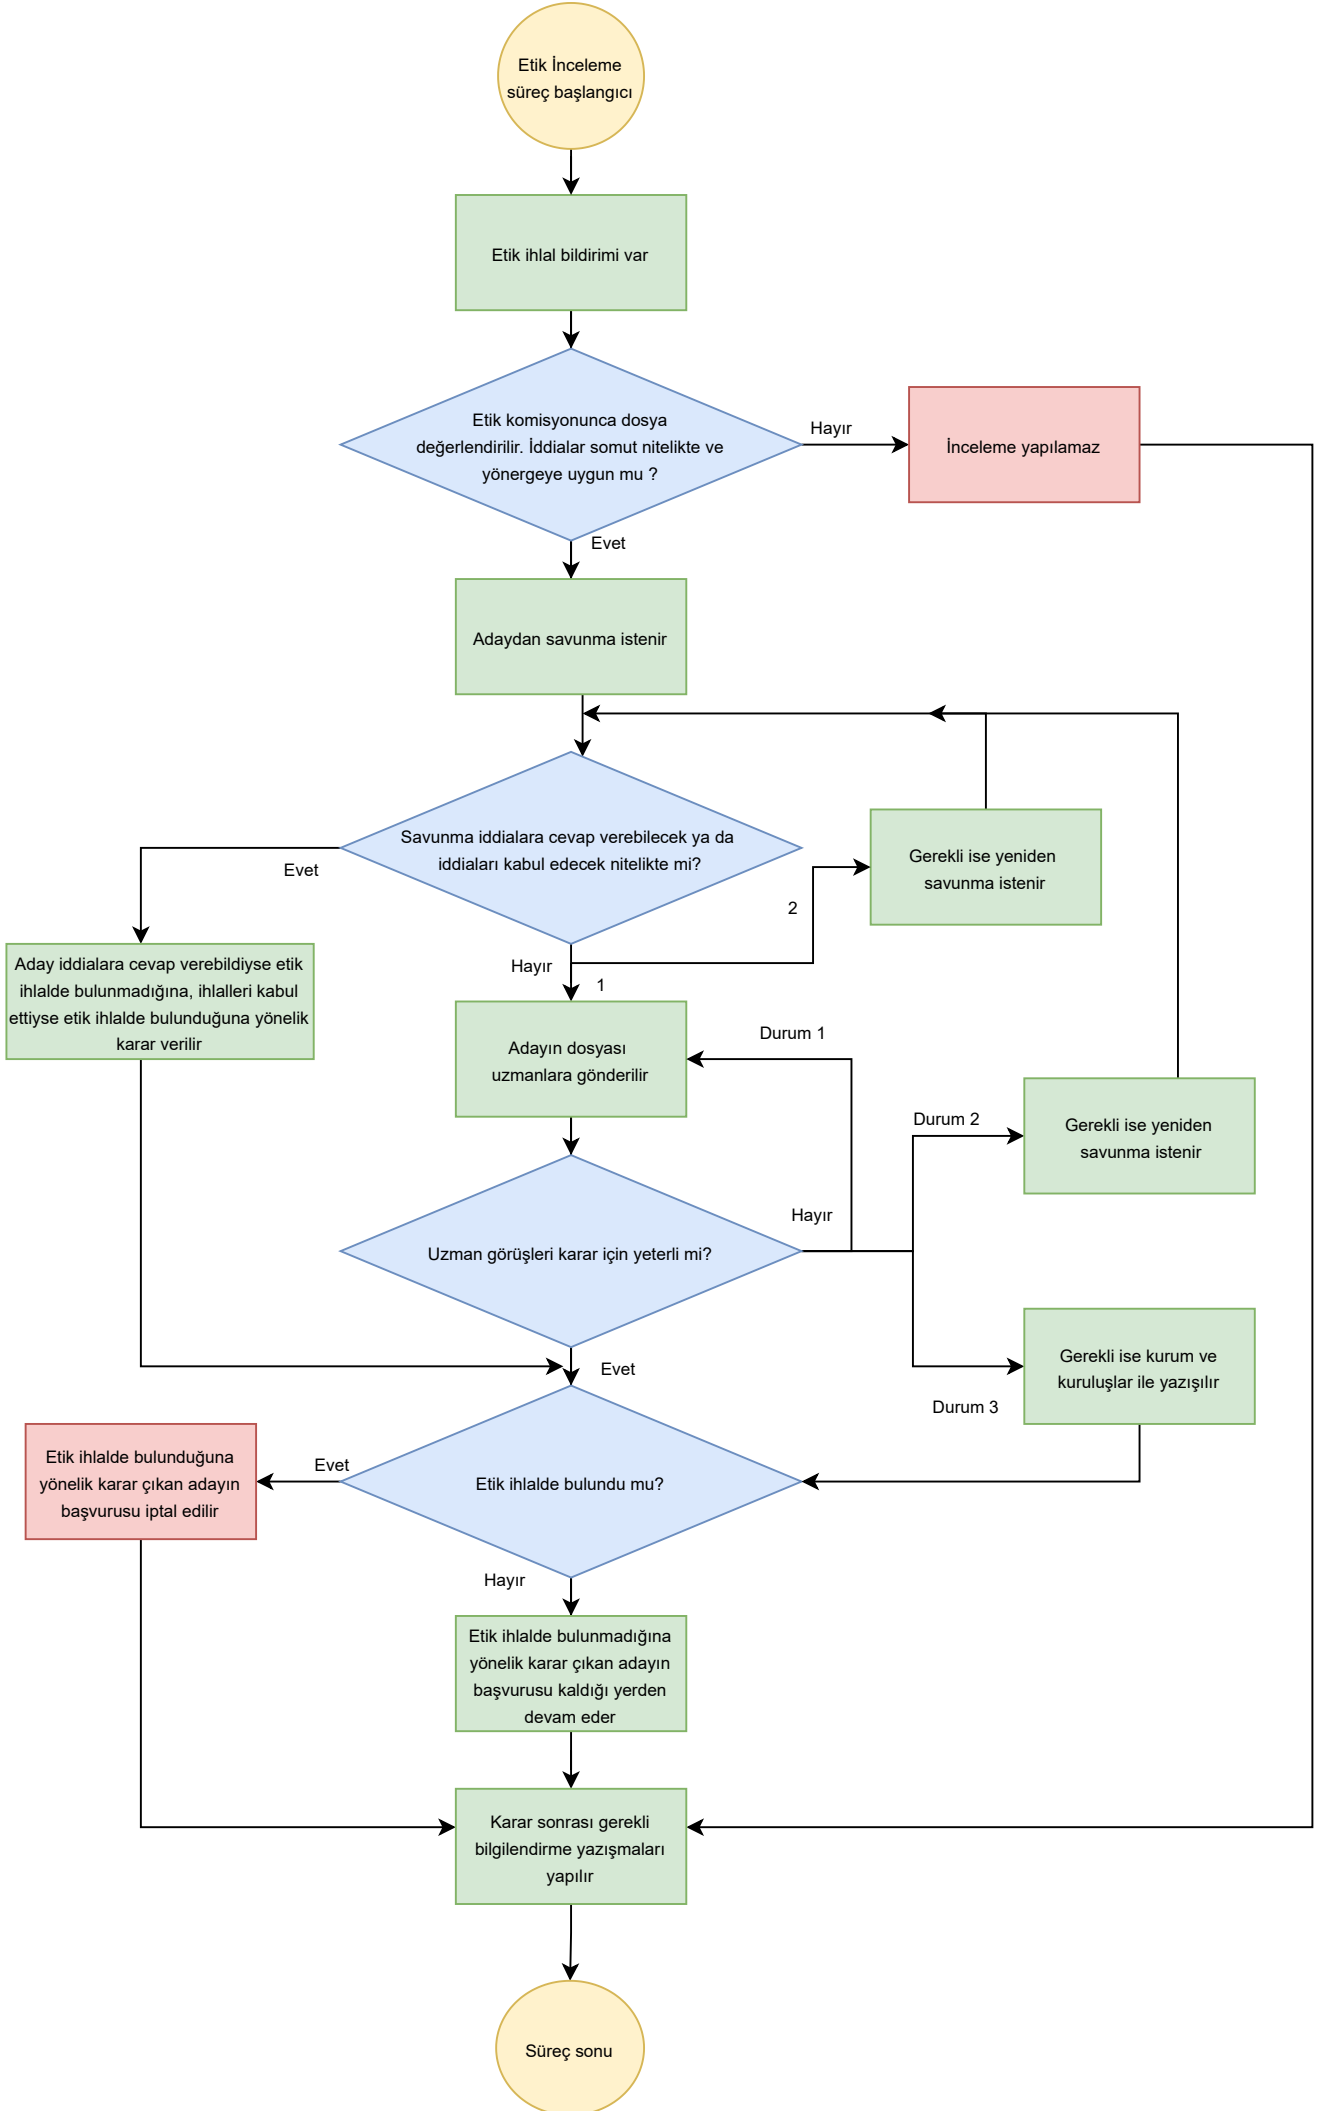 Etik İnceleme
süreç başlangıcı
Etik ihlal bildirimi var
Etik komisyonunca dosya
değerlendirilir. İddialar somut nitelikte ve
yönergeye uygun mu ?
Hayır
İnceleme yapılamaz
Evet
Adaydan savunma istenir
Savunma iddialara cevap verebilecek ya da
iddiaları kabul edecek nitelikte mi?
Evet
Gerekli ise yeniden
savunma istenir
2
Hayır
1
Aday iddialara cevap verebildiyse etik
ihlalde bulunmadığına, ihlalleri kabul
ettiyse etik ihlalde bulunduğuna yönelik
karar verilir
Adayın dosyası
uzmanlara gönderilir
Durum 1
Durum 2
Gerekli ise yeniden
savunma istenir
Hayır
Uzman görüşleri karar için yeterli mi?
Evet
Gerekli ise kurum ve
kuruluşlar ile yazışılır
Durum 3
Etik ihlalde bulunduğuna
yönelik karar çıkan adayın
başvurusu iptal edilir
Evet
Etik ihlalde bulundu mu?
Hayır
Etik ihlalde bulunmadığına
yönelik karar çıkan adayın
başvurusu kaldığı yerden
devam eder
Karar sonrası gerekli
bilgilendirme yazışmaları
yapılır
Süreç sonu